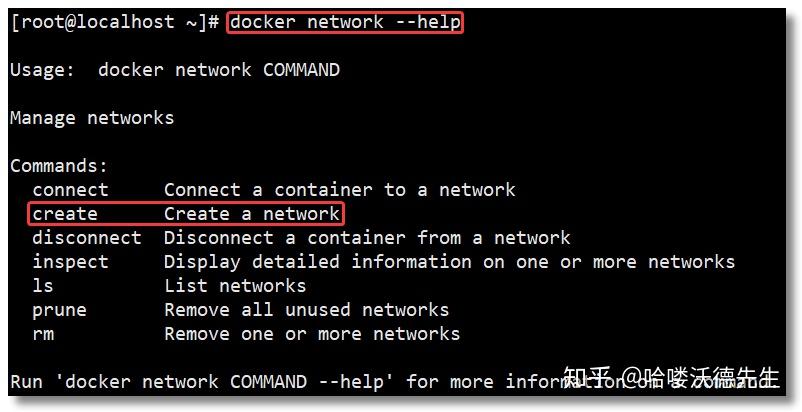 [root@localhost ~]# docker network --help
Usage:  docker network COMMAND
Manage networks
Commands:
  connect     Connect a container to a network
  create      Create a network
  disconnect  Disconnect a container from a network
  inspect     Display detailed information on one or more networks
  ls          List networks
  prune       Remove all unused networks
  rm          Remove one or more networks
Run 'docker network COMMAND --help' for more information on a command.
知乎 @哈喽沃德先生